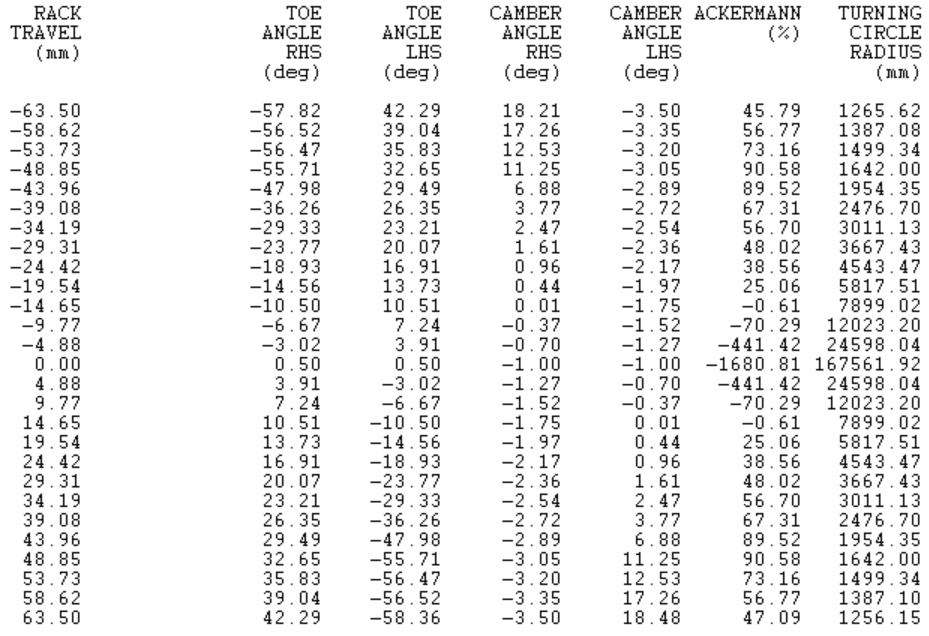 RACK TOE TOE CAMBER CAMBER ACKERMANN TURNING
TRAVEL ANGLE ANGLE ANGLE ANGLE (%) CIRCLE
(mm) RHS LHS RHS LHS RADIUS
(deg) (deg) (deg) (deg) (mm)
-63.50 -57.82 42.29 18.21 -3.50 45.79 1265.62
-58.62 -56.52 39.04 17.26 -3.35 56.77 1387.08
-53.73 -56.47 35.83 12.53 -3.20 73.16 1499.34
-48.85 -55.71 32.65 11.25 -3.05 90.58 1642.00
-43.96 -47.98 29.49 6.88 -2.89 89.52 1954.35
-39.08 -36.26 26.35 3.77 -2.72 67.31 2476.70
-34.19 -29.33 23.21 2.47 -2.54 56.70 3011.13
-29.31 -23.77 20.07 1.61 -2.36 48.02 3667.43
-24.42 -18.93 16.91 0.96 -2.17 38.56 4543.47
-19.54 -14.56 13.73 0.44 -1.97 25.06 5817.51
-14.65 -10.50 10.51 0.01 -1.75 -0.61 7899.02
-9.77 -6.67 7.24 -0.37 -1.52 -70.29 12023.20
-4.88 -3.02 3.91 -0.70 -1.27 -441.42 24598.04
0.00 0.50 0.50 -1.00 -1.00 -1680.81 167561.92
4.88 3.91 -3.02 -1.27 -0.70 -441.42 24598.04
9.77 7.24 -6.67 -1.52 -0.37 -70.29 12023.20
14.65 10.51 -10.50 -1.75 0.01 -0.61 7899.02
19.54 13.73 -14.56 -1.97 0.44 25.06 5817.51
24.42 16.91 -18.93 -2.17 0.96 38.56 4543.47
29.31 20.07 -23.77 -2.36 1.61 48.02 3667.43
34.19 23.21 -29.33 -2.54 2.47 56.70 3011.13
39.08 26.35 -36.26 -2.72 3.77 67.31 2476.70
43.96 29.49 -47.98 -2.89 6.88 89.52 1954.35
48.85 32.65 -55.71 -3.05 11.25 90.58 1642.00
53.73 35.83 -56.47 -3.20 12.53 73.16 1499.34
58.62 39.04 -56.52 -3.35 17.26 56.77 1387.10
63.50 42.29 -58.36 -3.50 18.48 47.09 1256.15